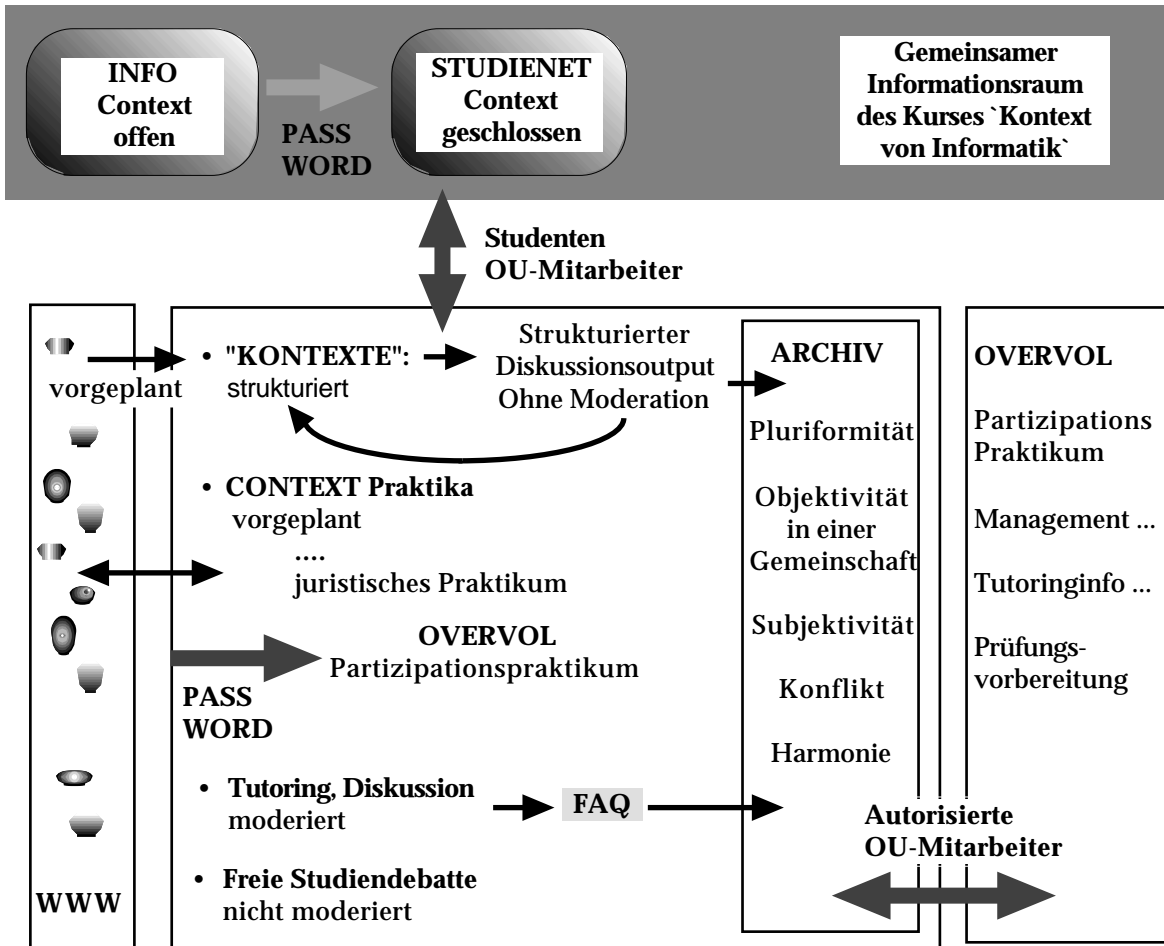 INFO
Context
offen
PASS
WORD
STUDIENET
Context
geschlossen
Gemeinsamer
Informationsraum
des Kurses `Kontext
von Informatik`
Studenten
OU-Mitarbeiter
vorgeplant
WWW
• "KONTEXTE":
strukturiert
Strukturierter
Diskussionsoutput
Ohne Moderation
• CONTEXT Praktika
vorgeplant
....
juristisches Praktikum
OVERVOL
Partizipationspraktikum
PASS
WORD
• Tutoring, Diskussion
moderiert
FAQ
• Freie Studiendebatte
nicht moderiert
ARCHIV
Pluriformität
Objektivität
in einer
Gemeinschaft
Subjektivität
Konflikt
Harmonie
Autorisierte
OU-Mitarbeiter
OVERVOL
Partizipations
Praktikum
Management ...
Tutoringinfo ...
Prüfungs-
vorbereitung